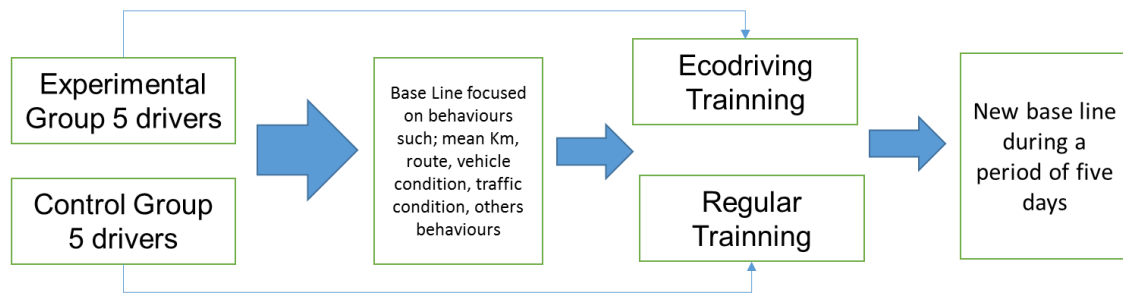 Experimental
Group 5 drivers
Control Group
5 drivers
Base Line focused
on behaviours
such; mean Km,
route, vehicle
condition, traffic
condition, others
behaviours
Ecodriving
Trainning
Regular
Trainning
New base line
during a
period of five
days